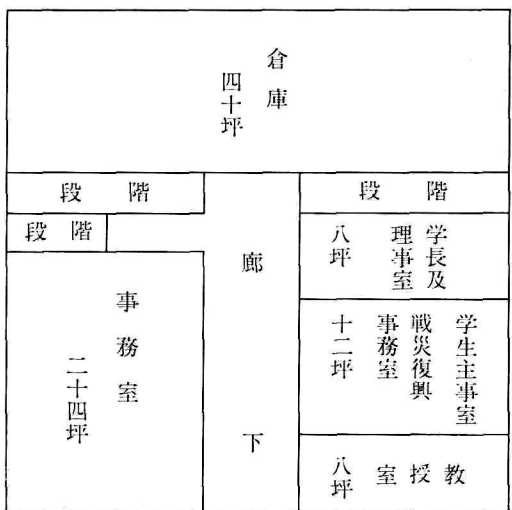 倉庫
四十坪
階段
学長及
理事室
八坪
学生主事室
戦災復興
事務室
十二坪
教授室
八坪
廊下
階段
階段
事務室
二十四坪